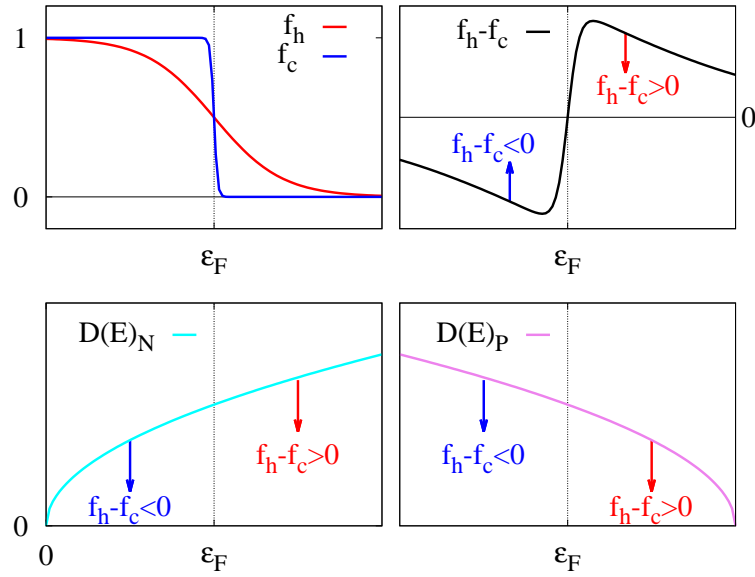 1
0
f_h
f_c
ε_F
f_h-f_c
f_h-f_c>0
f_h-f_c<0
0
ε_F
D(E)_N
f_h-f_c>0
f_h-f_c<0
0
0
ε_F
D(E)_P
f_h-f_c<0
f_h-f_c>0
ε_F